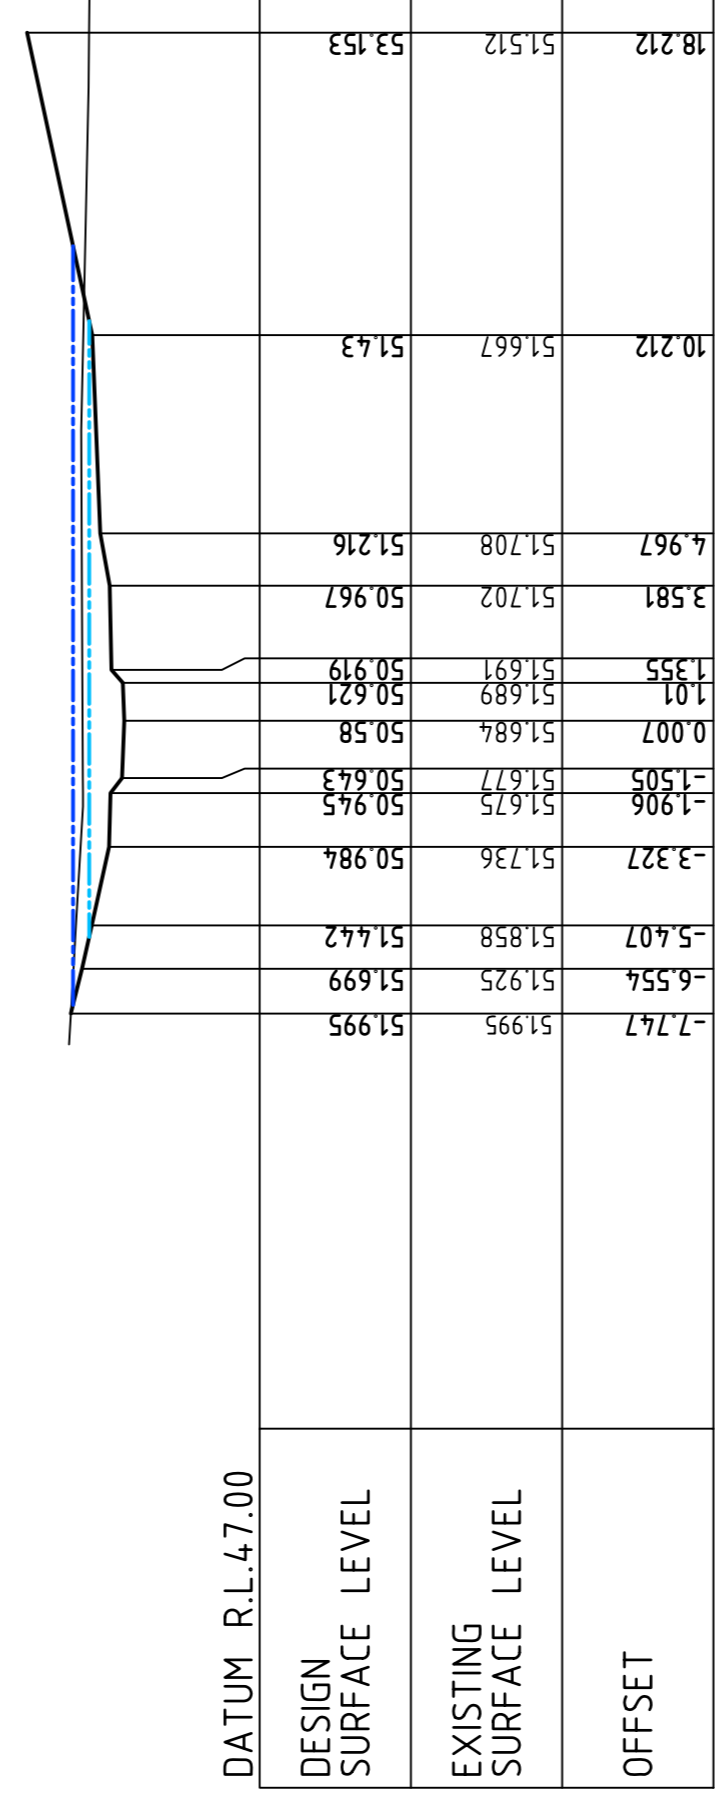 DATUM R.L.47.00
DESIGN
SURFACE LEVEL
51.995 51.699 51.442 50.984 50.945 50.643 50.58 50.621 50.919 50.967 51.216 51.43 53.153
EXISTING
SURFACE LEVEL
51.995 51.925 51.858 51.736 51.675 51.677 51.684 51.689 51.691 51.702 51.708 51.667 51.512
OFFSET
-7.747 -6.554 -5.407 -3.327 -1.906 -1.505 0.007 1.01 1.355 3.581 4.967 10.212 18.212